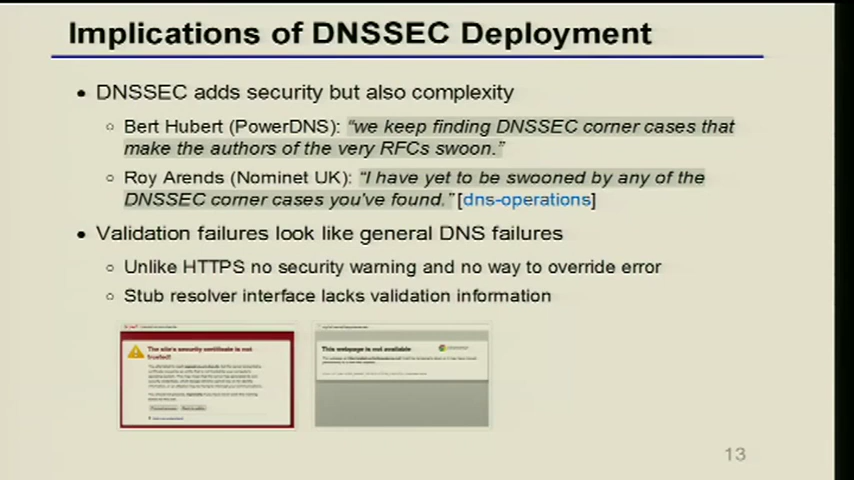 Implications of DNSSEC Deployment
• DNSSEC adds security but also complexity
○ Bert Hubert (PowerDNS): “we keep finding DNSSEC corner cases that
make the authors of the very RFCs swoon.”
○ Roy Arends (Nominet UK): “I have yet to be swooned by any of the
DNSSEC corner cases you've found.” [dns-operations]
• Validation failures look like general DNS failures
○ Unlike HTTPS no security warning and no way to override error
○ Stub resolver interface lacks validation information
The site's security certificate is not
trusted!
This webpage is not available
13